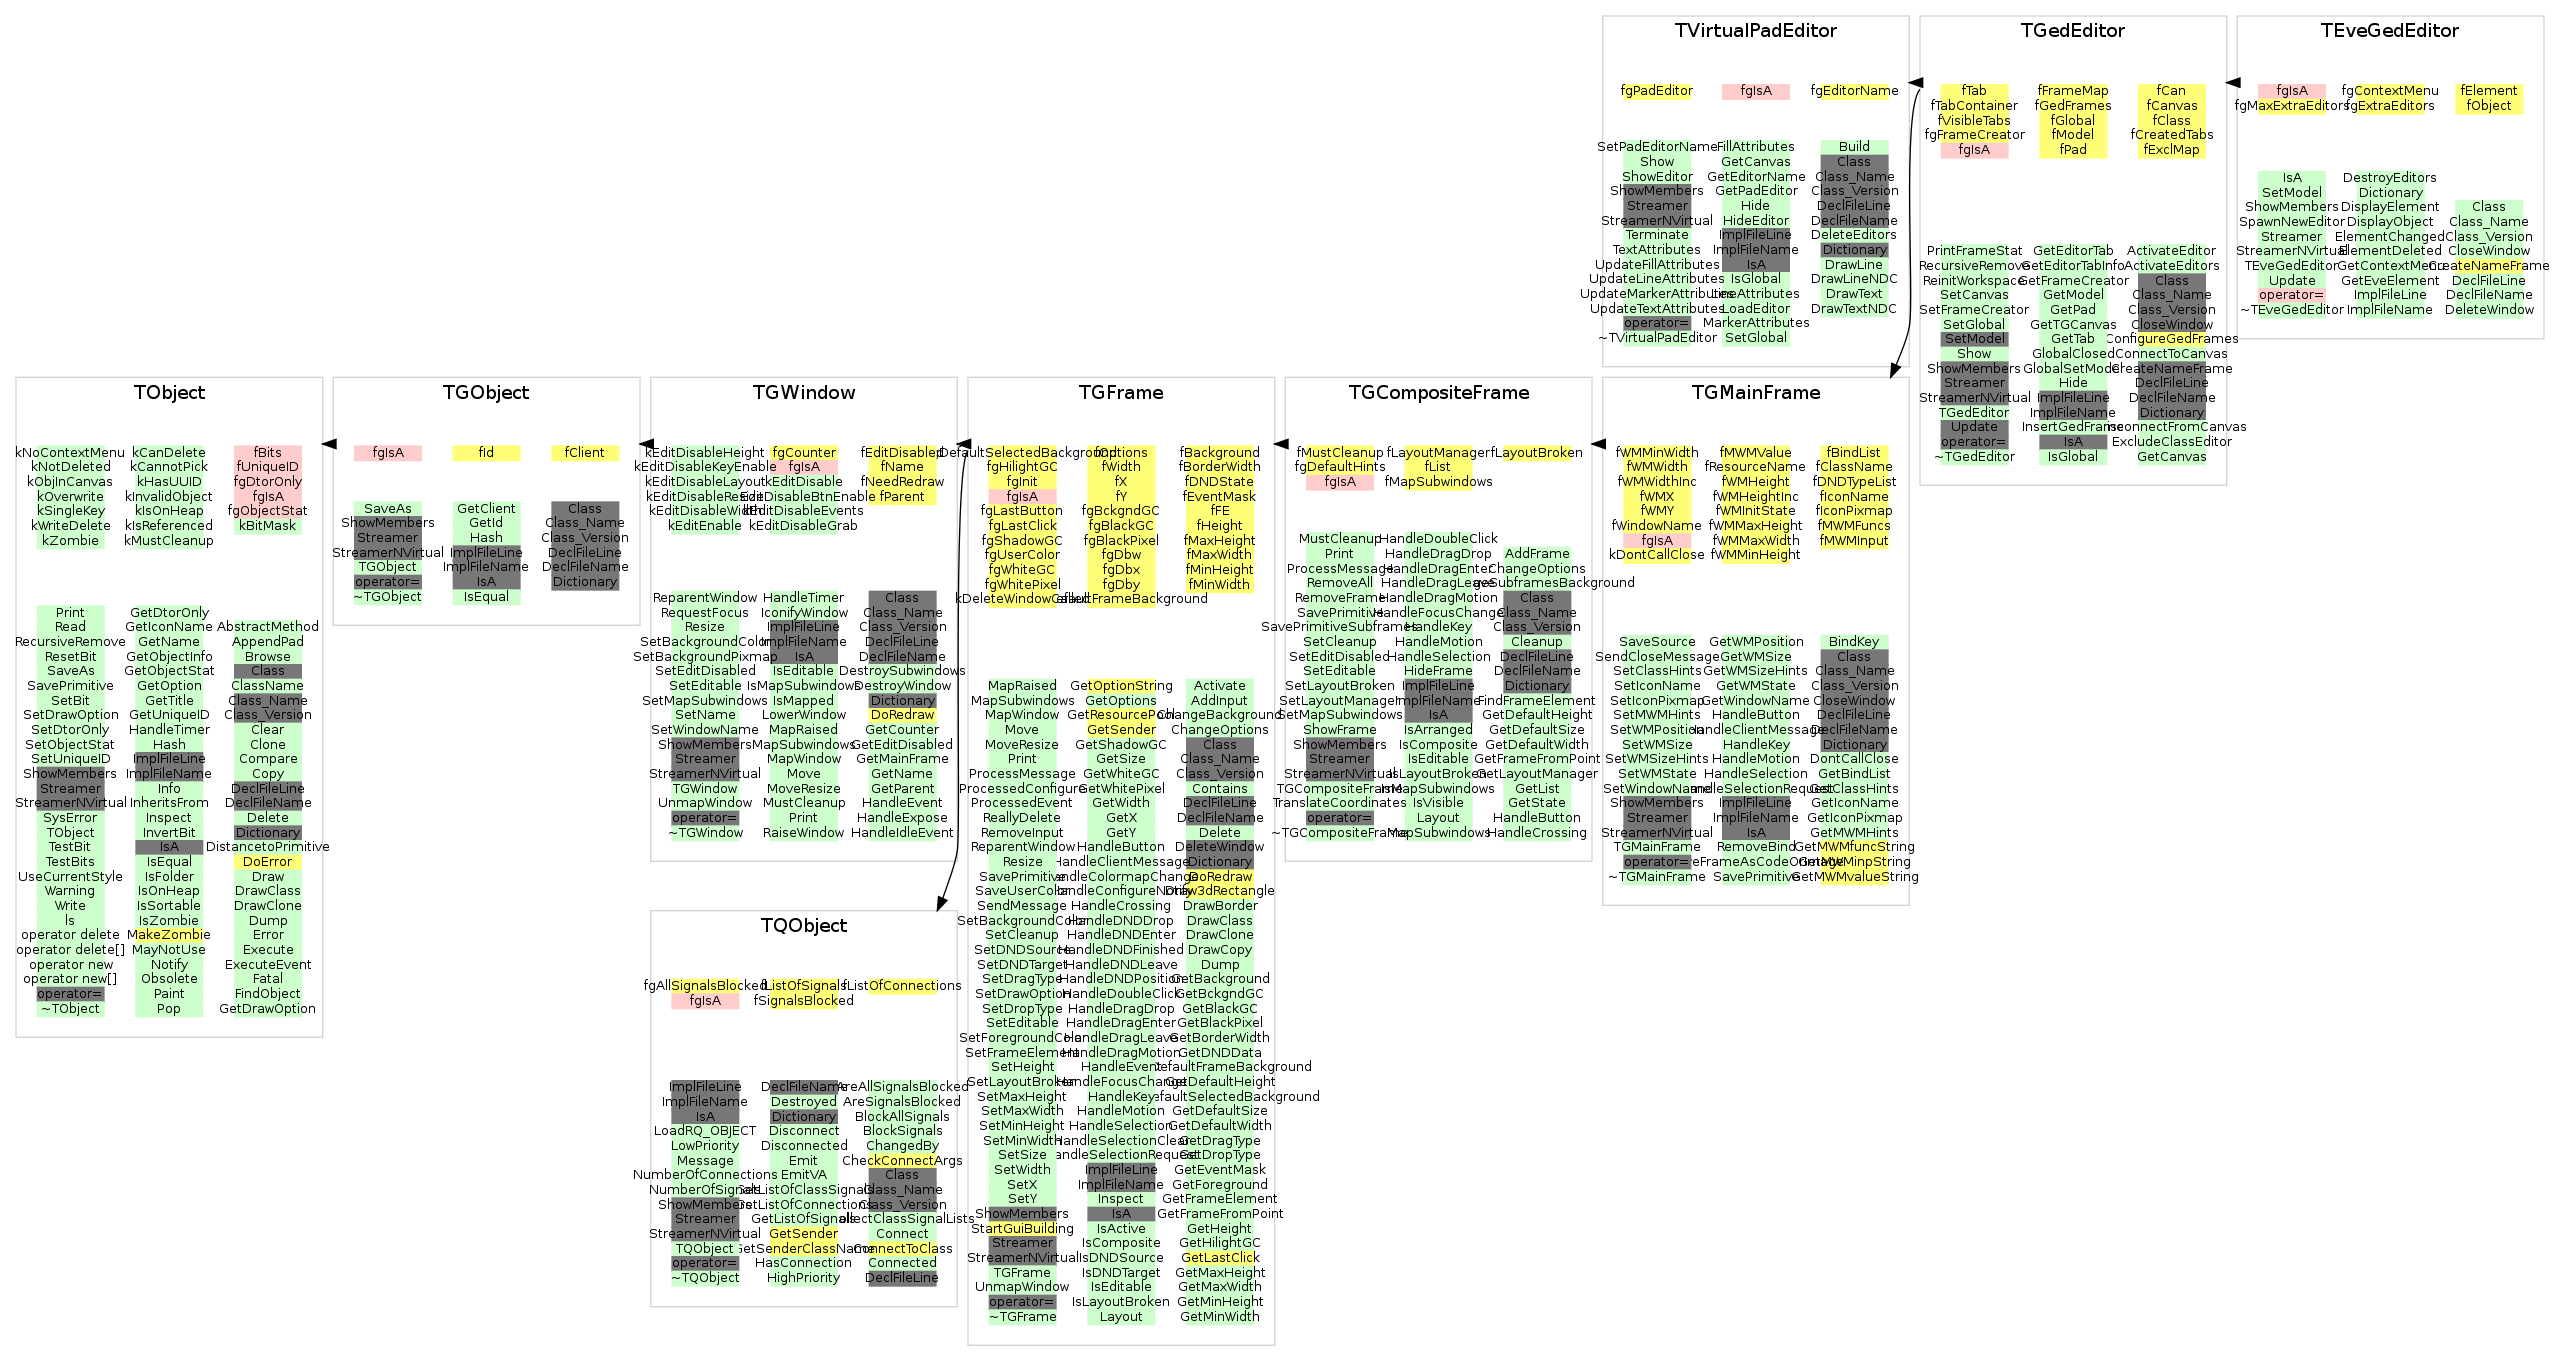 TVirtualPadEditor
fgPadEditor fgIsA fgEditorName
SetPadEditorName FillAttributes Build
Show GetCanvas Class
ShowEditor GetEditorName Class_Name
ShowMembers GetPadEditor Class_Version
Streamer Hide DeclFileLine
StreamerNVirtual HideEditor DeclFileName
Terminate ImplFileLine DeleteEditors
TextAttributes ImplFileName Dictionary
UpdateFillAttributes IsA DrawLine
UpdateLineAttributes IsGlobal DrawLineNDC
UpdateMarkerAttributes LineAttributes DrawText
UpdateTextAttributes LoadEditor DrawTextNDC
operator= MarkerAttributes
~TVirtualPadEditor SetGlobal
TGedEditor
fTab fFrameMap fCan
fTabContainer fGedFrames fCanvas
fVisibleTabs fGlobal fClass
fgFrameCreator fModel fCreatedTabs
fgIsA fPad fExclMap
PrintFrameStat GetEditorTab ActivateEditor
RecursiveRemove GetEditorTabInfo ActivateEditors
ReinitWorkspace GetFrameCreator Class
SetCanvas GetModel Class_Name
SetFrameCreator GetPad Class_Version
SetGlobal GetTGCanvas CloseWindow
SetModel GetTab ConfigureGedFrames
Show GlobalClosed ConnectToCanvas
ShowMembers GlobalSetModel CreateNameFrame
Streamer Hide DeclFileLine
StreamerNVirtual ImplFileLine DeclFileName
TGedEditor ImplFileName Dictionary
Update InsertGedFrame
operator= IsA ExcludeClassEditor
~TGedEditor IsGlobal GetCanvas
TEveGedEditor
fgIsA fgContextMenu fElement
fgMaxExtraEditors fgExtraEditors fObject
IsA DestroyEditors
SetModel Dictionary
ShowMembers DisplayElement Class
SpawnNewEditor DisplayObject Class_Name
Streamer ElementChanged Class_Version
StreamerNVirtual ElementDeleted CloseWindow
TEveGedEditor GetContextMenu CreateNameFrame
Update GetEveElement DeclFileLine
operator= ImplFileLine DeclFileName
~TEveGedEditor ImplFileName DeleteWindow
TObject
kNoContextMenu kCanDelete fBits
kNotDeleted kCannotPick fUniqueID
kObjInCanvas kHasUUID fgDtorOnly
kOverwrite kInvalidObject fgIsA
kSingleKey kIsOnHeap fgObjectStat
kWriteDelete kIsReferenced kBitMask
kZombie kMustCleanup
Print GetDtorOnly
Read GetIconName AbstractMethod
RecursiveRemove GetName AppendPad
ResetBit GetObjectInfo Browse
SaveAs GetObjectStat Class
SavePrimitive GetOption ClassName
SetBit GetTitle Class_Name
SetDrawOption GetUniqueID Class_Version
SetDtorOnly HandleTimer Clear
SetObjectStat Hash Clone
SetUniqueID ImplFileLine Compare
ShowMembers ImplFileName Copy
Streamer Info DeclFileLine
StreamerNVirtual InheritsFrom DeclFileName
SysError Inspect Delete
TObject InvertBit Dictionary
TestBit IsA DistancetoPrimitive
TestBits IsEqual DoError
UseCurrentStyle IsFolder Draw
Warning IsOnHeap DrawClass
Write IsSortable DrawClone
ls IsZombie Dump
operator delete MakeZombie Error
operator delete[] MayNotUse Execute
operator new Notify ExecuteEvent
operator new[] Obsolete Fatal
operator= Paint FindObject
~TObject Pop GetDrawOption
TGObject
fgIsA fId fClient
SaveAs GetClient Class
ShowMembers GetId Class_Name
Streamer Hash Class_Version
StreamerNVirtual ImplFileLine DeclFileLine
TGObject ImplFileName DeclFileName
operator= IsA Dictionary
~TGObject IsEqual
TGWindow
kEditDisableHeight fgCounter fEditDisabled
kEditDisableKeyEnable fgIsA fName
kEditDisableLayout kEditDisable fNeedRedraw
kEditDisableResize kEditDisableBtnEnable fParent
kEditDisableWidth kEditDisableEvents
kEditEnable kEditDisableGrab
ReparentWindow HandleTimer Class
RequestFocus IconifyWindow Class_Name
Resize ImplFileLine Class_Version
SetBackgroundColor ImplFileName DeclFileLine
SetBackgroundPixmap IsA DeclFileName
SetEditDisabled IsEditable DestroySubwindows
SetEditable IsMapSubwindows DestroyWindow
SetMapSubwindows IsMapped Dictionary
SetName LowerWindow DoRedraw
SetWindowName MapRaised GetCounter
ShowMembers MapSubwindows GetEditDisabled
Streamer MapWindow GetMainFrame
StreamerNVirtual Move GetName
TGWindow MoveResize GetParent
UnmapWindow MustCleanup HandleEvent
operator= Print HandleExpose
~TGWindow RaiseWindow HandleIdleEvent
TGFrame
fOptions fBackground
fgHilightGC fWidth fBorderWidth
fgInit fX fDNDState
fgIsA fY fEventMask
fgLastButton fgBckgndGC fFE
fgLastClick fgBlackGC fHeight
fgShadowGC fgBlackPixel fMaxHeight
fgUserColor fgDbw fMaxWidth
fgWhiteGC fgDbx fMinHeight
fgWhitePixel fgDby fMinWidth
MapRaised GetOptionString Activate
MapSubwindows GetOptions AddInput
MapWindow GetResourcePool ChangeBackground
Move GetSender ChangeOptions
MoveResize GetShadowGC Class
Print GetSize Class_Name
ProcessMessage GetWhiteGC Class_Version
ProcessedConfigure GetWhitePixel Contains
ProcessedEvent GetWidth DeclFileLine
ReallyDelete GetX DeclFileName
RemoveInput GetY Delete
ReparentWindow HandleButton DeleteWindow
Resize HandleClientMessage Dictionary
SavePrimitive HandleColormapChange DoRedraw
SaveUserColor HandleConfigureNotify Draw3dRectangle
SendMessage HandleCrossing DrawBorder
SetBackgroundColor HandleDNDDrop DrawClass
SetCleanup HandleDNDEnter DrawClone
SetDNDSource HandleDNDFinished DrawCopy
SetDNDTarget HandleDNDLeave Dump
SetDragType HandleDNDPosition GetBackground
SetDrawOption HandleDoubleClick GetBckgndGC
SetDropType HandleDragDrop GetBlackGC
SetEditable HandleDragEnter GetBlackPixel
SetForegroundColor HandleDragLeave GetBorderWidth
SetFrameElement HandleDragMotion GetDNDData
SetHeight HandleEvent
SetLayoutBroken HandleFocusChange GetDefaultHeight
SetMaxHeight HandleKey
SetMaxWidth HandleMotion GetDefaultSize
SetMinHeight HandleSelection GetDefaultWidth
SetMinWidth HandleSelectionClear GetDragType
SetSize HandleSelectionRequest GetDropType
SetWidth ImplFileLine GetEventMask
SetX ImplFileName GetForeground
SetY Inspect GetFrameElement
ShowMembers IsA GetFrameFromPoint
StartGuiBuilding IsActive GetHeight
Streamer IsComposite GetHilightGC
StreamerNVirtual IsDNDSource GetLastClick
TGFrame IsDNDTarget GetMaxHeight
UnmapWindow IsEditable GetMaxWidth
operator= IsLayoutBroken GetMinHeight
~TGFrame Layout GetMinWidth
TGCompositeFrame
fMustCleanup fLayoutManager fLayoutBroken
fgDefaultHints fList
fgIsA fMapSubwindows
MustCleanup HandleDoubleClick
Print HandleDragDrop AddFrame
ProcessMessage HandleDragEnter ChangeOptions
RemoveAll HandleDragLeave
RemoveFrame HandleDragMotion Class
SavePrimitive HandleFocusChange Class_Name
SavePrimitiveSubframes HandleKey Class_Version
SetCleanup HandleMotion Cleanup
SetEditDisabled HandleSelection DeclFileLine
SetEditable HideFrame DeclFileName
SetLayoutBroken ImplFileLine Dictionary
SetLayoutManager ImplFileName FindFrameElement
SetMapSubwindows IsA GetDefaultHeight
ShowFrame IsArranged GetDefaultSize
ShowMembers IsComposite GetDefaultWidth
Streamer IsEditable GetFrameFromPoint
StreamerNVirtual IsLayoutBroken GetLayoutManager
TGCompositeFrame IsMapSubwindows GetList
TranslateCoordinates IsVisible GetState
operator= Layout HandleButton
~TGCompositeFrame MapSubwindows HandleCrossing
TGMainFrame
fWMMinWidth fMWMValue fBindList
fWMWidth fResourceName fClassName
fWMWidthInc fWMHeight fDNDTypeList
fWMX fWMHeightInc fIconName
fWMY fWMInitState fIconPixmap
fWindowName fWMMaxHeight fMWMFuncs
fgIsA fWMMaxWidth fMWMInput
kDontCallClose fWMMinHeight
SaveSource GetWMPosition BindKey
SendCloseMessage GetWMSize Class
SetClassHints GetWMSizeHints Class_Name
SetIconName GetWMState Class_Version
SetIconPixmap GetWindowName CloseWindow
SetMWMHints HandleButton DeclFileLine
SetWMPosition HandleClientMessage DeclFileName
SetWMSize HandleKey Dictionary
SetWMSizeHints HandleMotion DontCallClose
SetWMState HandleSelection GetBindList
SetWindowName HandleSelectionRequest GetClassHints
ShowMembers ImplFileLine GetIconName
Streamer ImplFileName GetIconPixmap
StreamerNVirtual IsA GetMWMHints
TGMainFrame RemoveBind GetMWMfuncString
operator= GetMWMinpString
~TGMainFrame SavePrimitive GetMWMvalueString
TQObject
fgAllSignalsBlocked fListOfSignals fListOfConnections
fgIsA fSignalsBlocked
ImplFileLine DeclFileName AreAllSignalsBlocked
ImplFileName Destroyed AreSignalsBlocked
IsA Dictionary BlockAllSignals
LoadRQ_OBJECT Disconnect BlockSignals
LowPriority Disconnected ChangedBy
Message Emit CheckConnectArgs
NumberOfConnections EmitVA Class
NumberOfSignals GetListOfClassSignals Class_Name
ShowMembers GetListOfConnections Class_Version
Streamer GetListOfSignals CollectClassSignalLists
StreamerNVirtual GetSender Connect
TQObject GetSenderClassName ConnectToClass
operator= HasConnection Connected
~TQObject HighPriority DeclFileLine